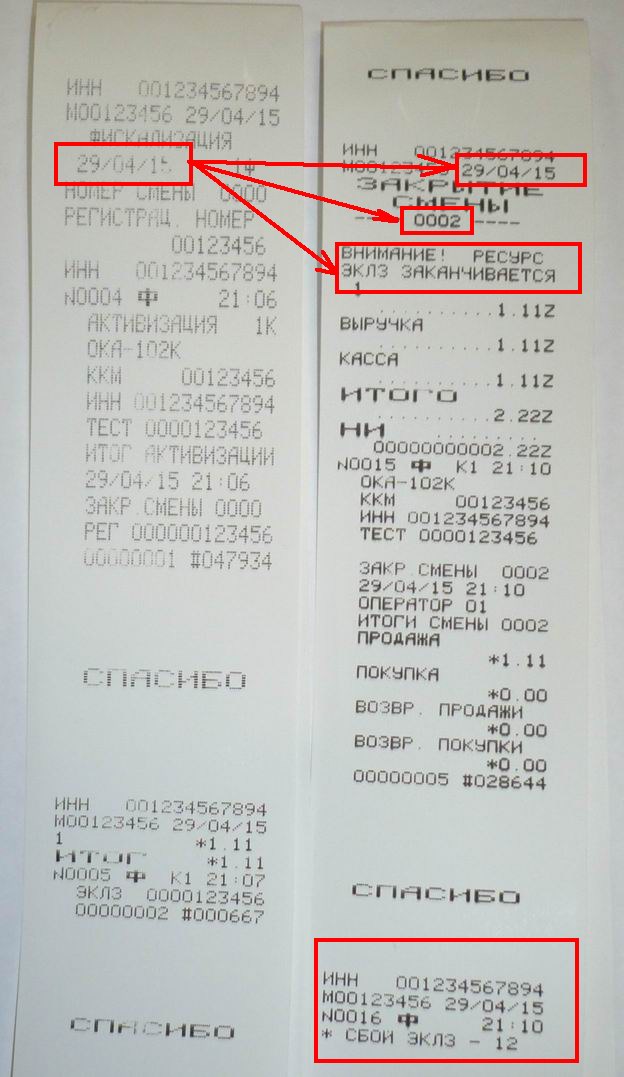 ИНН 001234567894
М00123456 29/04/15
ФИСКАЛИЗАЦИЯ
29/04/15 1Ф
НОМЕР СМЕНЫ 0000
РЕГИСТРАЦ. НОМЕР
00123456
ИНН 001234567894
N0004 Ф 21:06
АКТИВИЗАЦИЯ 1К
ОКА-102К
ККМ 00123456
ИНН 001234567894
ТЕСТ 0000123456
ИТОГ АКТИВИЗАЦИИ
29/04/15 21:06
ЗАКР.СМЕНЫ 0000
РЕГ 000000123456
00000001 #047934
СПАСИБО
ИНН 001234567894
М00123456 29/04/15
1 *1.11
ИТОГ *1.11
N0005 Ф К1 21:07
ЭКЛЗ 0000123456
00000002 #000667
СПАСИБО
СПАСИБО
ИНН 001234567894
М00123456 29/04/15
ЗАКРЫТИЕ
СМЕНЫ
---- 0002 ----
ВНИМАНИЕ! РЕСУРС
ЭКЛЗ ЗАКАНЧИВАЕТСЯ
1
..........1.11Z
ВЫРУЧКА
..........1.11Z
КАССА
..........1.11Z
ИТОГО
..........2.22Z
НИ ..........
00000000002.22Z
N0015 Ф К1 21:10
ОКА-102К
ККМ 00123456
ИНН 001234567894
ТЕСТ 0000123456
ЗАКР.СМЕНЫ 0002
29/04/15 21:10
ОПЕРАТОР 01
ИТОГИ СМЕНЫ 0002
ПРОДАЖА
*1.11
ПОКУПКА
*0.00
ВОЗВР. ПРОДАЖИ
*0.00
ВОЗВР. ПОКУПКИ
*0.00
00000005 #028644
СПАСИБО
ИНН 001234567894
М00123456 29/04/15
N0016 Ф 21:10
* СБОЙ ЭКЛЗ - 12